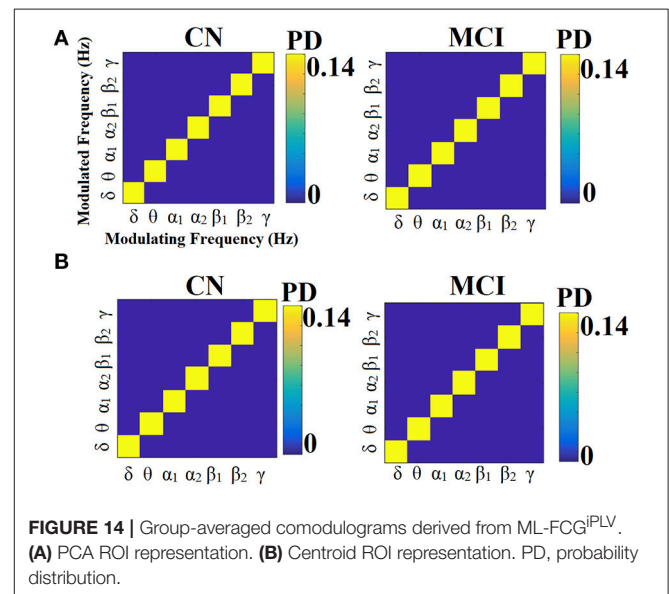 A
CN
PD
MCI
PD
Modulated Frequency (Hz)
δ θ α1 α2 β1 β2 γ
0.14
0
δ θ α1 α2 β1 β2 γ
0.14
0
δ θ α1 α2 β1 β2 γ
Modulating Frequency (Hz)
δ θ α1 α2 β1 β2 γ
B
CN
PD
MCI
PD
δ θ α1 α2 β1 β2 γ
0.14
0
δ θ α1 α2 β1 β2 γ
0.14
0
δ θ α1 α2 β1 β2 γ
δ θ α1 α2 β1 β2 γ
FIGURE 14 | Group-averaged comodulograms derived from ML-FCG^iPLV.
(A) PCA ROI representation. (B) Centroid ROI representation. PD, probability
distribution.